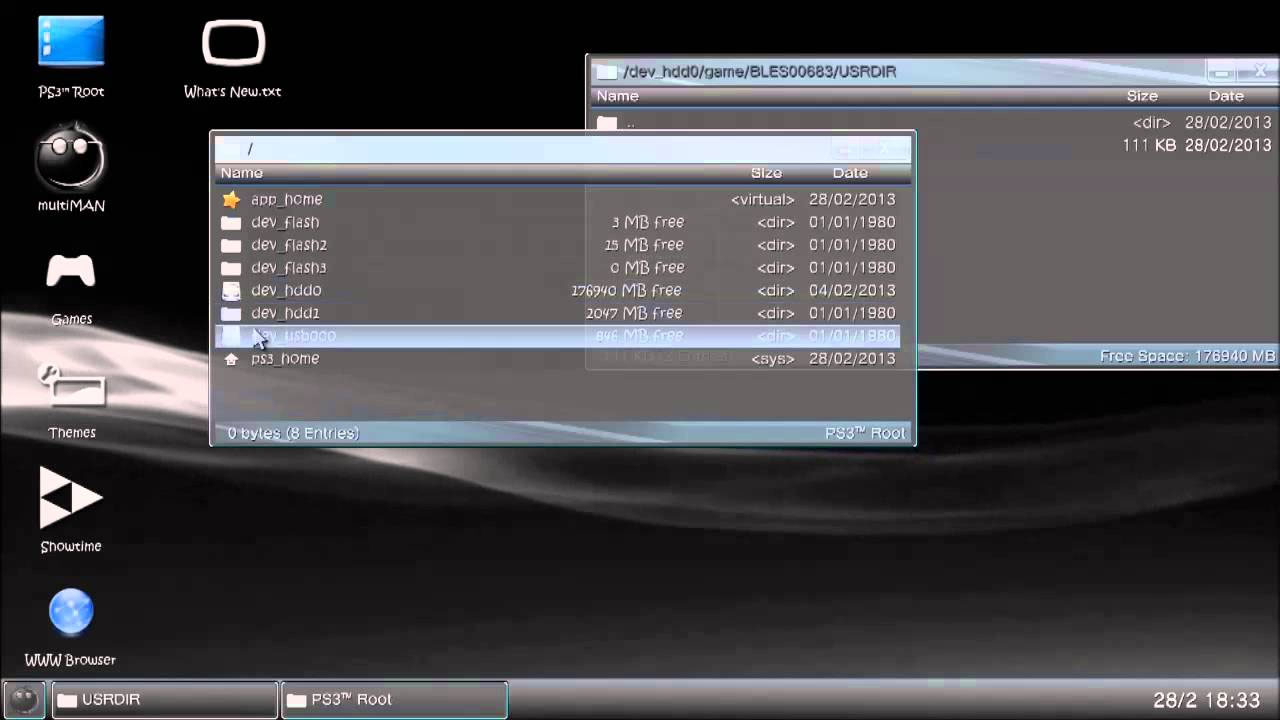 PS3™ Root
What's New.txt
multiMAN
Games
Themes
Showtime
WWW Browser
/dev_hdd0/game/BLES00683/USRDIR
Name Size Date
.. <dir> 28/02/2013
111 KB 28/02/2013
Free Space: 176940 MB
/
Name Size Date
app_home <virtual> 28/02/2013
dev_flash 3 MB free <dir> 01/01/1980
dev_flash2 15 MB free <dir> 01/01/1980
dev_flash3 0 MB free <dir> 01/01/1980
dev_hdd0 176940 MB free <dir> 04/02/2013
dev_hdd1 2047 MB free <dir> 01/01/1980
dev_usb000 846 MB free <dir> 01/01/1980
ps3_home <sys> 28/02/2013
0 bytes (8 Entries) PS3™ Root
USRDIR
PS3™ Root
28/2 18:33